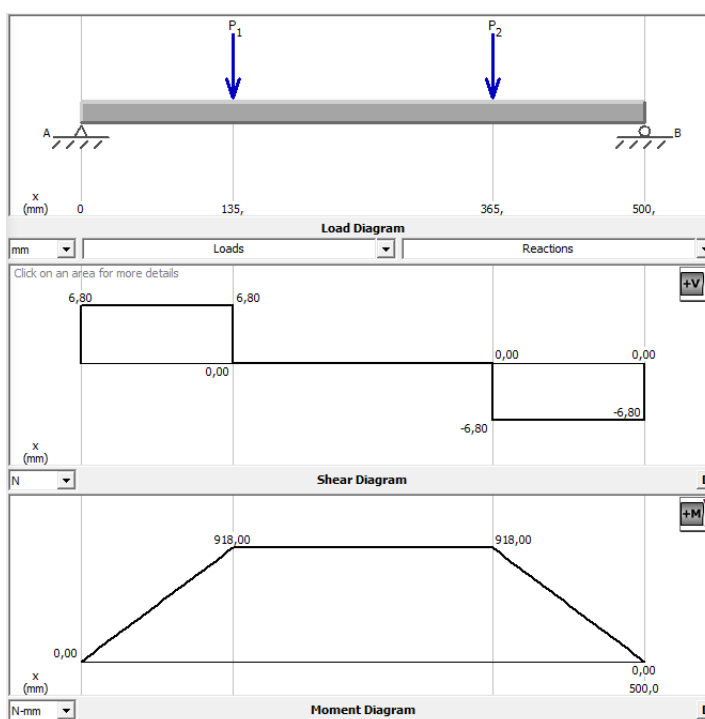 P1 P2
A B
x
(mm) 0 135, 365, 500,
Load Diagram
mm Loads Reactions
Click on an area for more details
+V
6,80 6,80
0,00 0,00 0,00
-6,80 -6,80
x
(mm)
N Shear Diagram
+M
918,00 918,00
0,00 0,00
x
(mm) 500,0
N-mm Moment Diagram